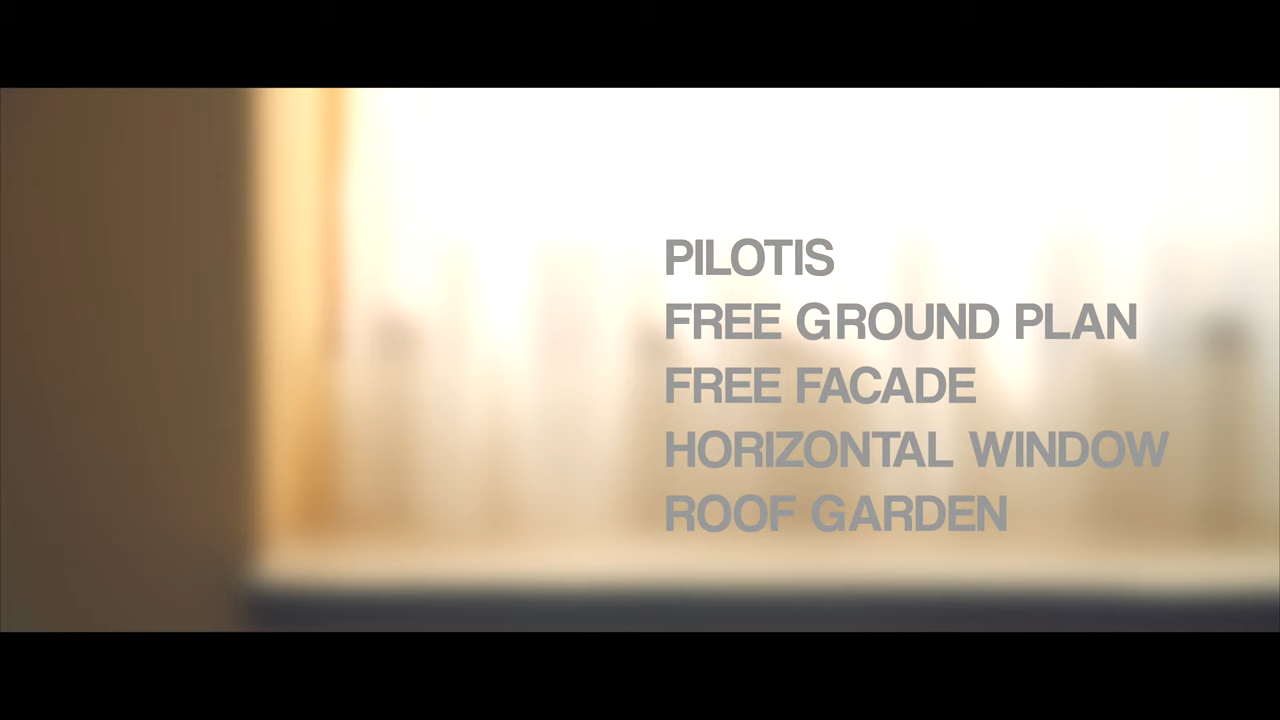 PILOTIS
FREE GROUND PLAN
FREE FACADE
HORIZONTAL WINDOW
ROOF GARDEN